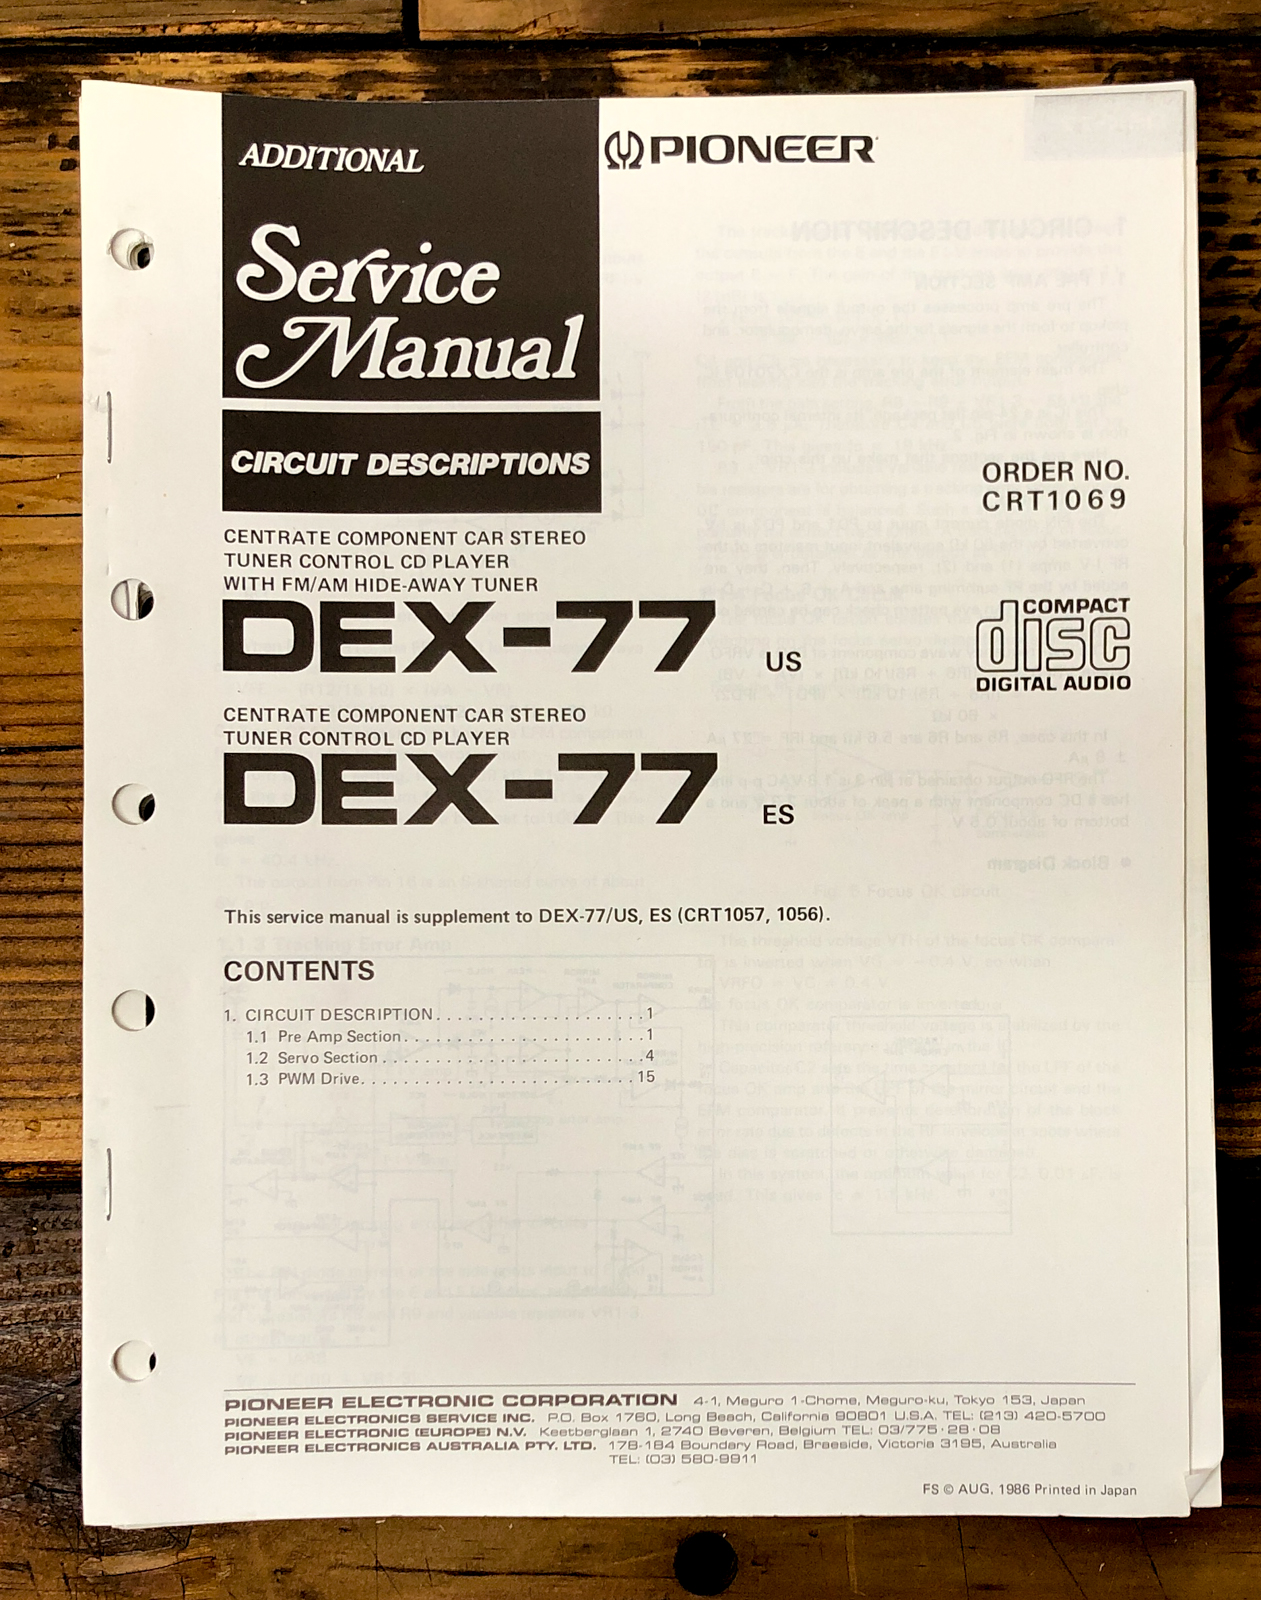 ADDITIONAL
Service
Manual
CIRCUIT DESCRIPTIONS
PIONEER
ORDER NO.
CRT1069
CENTRATE COMPONENT CAR STEREO
TUNER CONTROL CD PLAYER
WITH FM/AM HIDE-AWAY TUNER
DEX-77 US
COMPACT
disc
DIGITAL AUDIO
CENTRATE COMPONENT CAR STEREO
TUNER CONTROL CD PLAYER
DEX-77 ES
This service manual is supplement to DEX-77/US, ES (CRT1057, 1056).
CONTENTS
1. CIRCUIT DESCRIPTION. . . . . . . . . . . . . . . . . . . . .1
1.1 Pre Amp Section. . . . . . . . . . . . . . . . . . . . . . . .1
1.2 Servo Section . . . . . . . . . . . . . . . . . . . . . . . . . .4
1.3 PWM Drive. . . . . . . . . . . . . . . . . . . . . . . . . . . 15
PIONEER ELECTRONIC CORPORATION 4-1, Meguro 1-Chome, Meguro-ku, Tokyo 153, Japan
PIONEER ELECTRONICS SERVICE INC. P.O. Box 1760, Long Beach, California 90801 U.S.A. TEL: (213) 420-5700
PIONEER ELECTRONIC (EUROPE) N.V. Keetberglaan 1, 2740 Beveren, Belgium TEL: 03/775·28·08
PIONEER ELECTRONICS AUSTRALIA PTY. LTD. 178-184 Boundary Road, Braeside, Victoria 3195, Australia
TEL: (03) 580-9911
FS © AUG. 1986 Printed in Japan